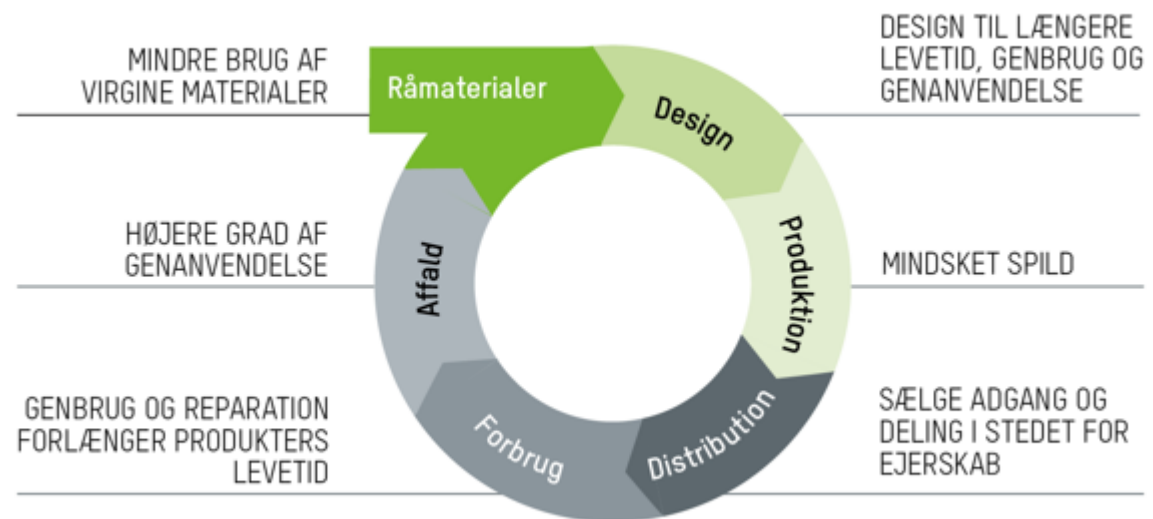 MINDRE BRUG AF
VIRGINE MATERIALER
Råmaterialer
Design
DESIGN TIL LÆNGERE
LEVETID, GENBRUG OG
GENANVENDELSE
HØJERE GRAD AF
GENANVENDELSE
Affald
Produktion
MINDSKET SPILD
GENBRUG OG REPARATION
FORLÆNGER PRODUKTERS
LEVETID
Forbrug
Distribution
SÆLGE ADGANG OG
DELING I STEDET FOR
EJERSKAB